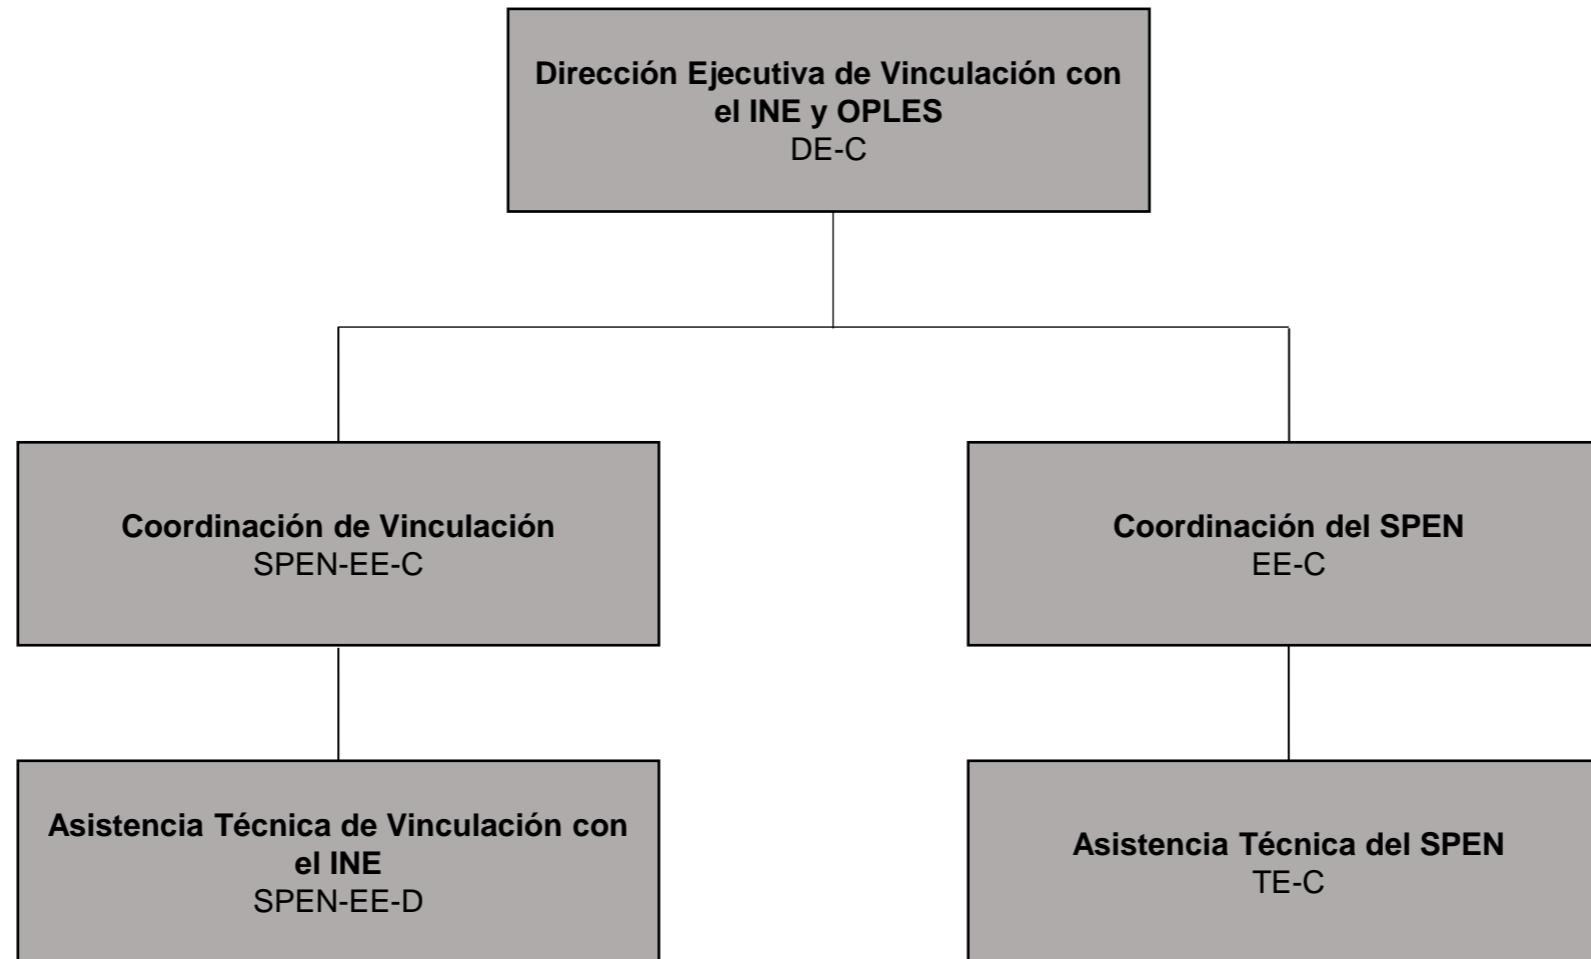 Dirección Ejecutiva de Vinculación con
el INE y OPLES
DE-C
Coordinación de Vinculación
SPEN-EE-C
Coordinación del SPEN
EE-C
Asistencia Técnica de Vinculación con
el INE
SPEN-EE-D
Asistencia Técnica del SPEN
TE-C